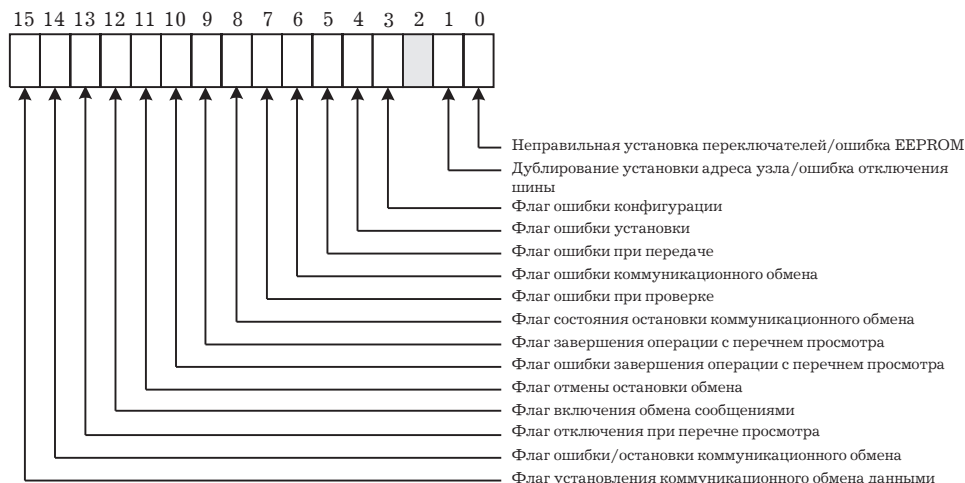 15 14 13 12 11 10 9 8 7 6 5 4 3 2 1 0
Неправильная установка переключателей/ошибка EEPROM
Дублирование установки адреса узла/ошибка отключения
шины
Флаг ошибки конфигурации
Флаг ошибки установки
Флаг ошибки при передаче
Флаг ошибки коммуникационного обмена
Флаг ошибки при проверке
Флаг состояния остановки коммуникационного обмена
Флаг завершения операции с перечнем просмотра
Флаг ошибки завершения операции с перечнем просмотра
Флаг отмены остановки обмена
Флаг включения обмена сообщениями
Флаг отключения при перечне просмотра
Флаг ошибки/остановки коммуникационного обмена
Флаг установления коммуникационного обмена данными